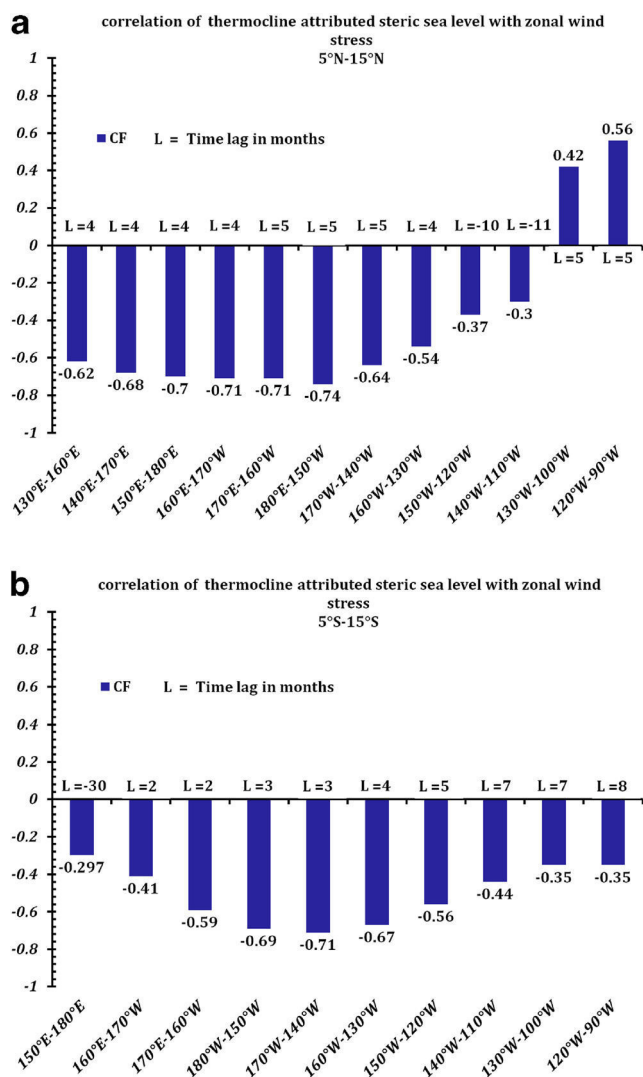 a
correlation of thermocline attributed steric sea level with zonal wind
stress
5°N-15°N
1
0.8
0.6
0.4
0.2
0
-0.2
-0.4
-0.6
-0.8
-1
CF L = Time lag in months
L =4 L =4 L =4 L =4 L =5 L =5 L =5 L =4 L =-10 L =-11 0.42 0.56
-0.62 -0.68 -0.7 -0.71 -0.71 -0.74 -0.64 -0.54 -0.37 -0.3 L =5 L =5
130°E-160°E 140°E-170°E 150°E-180°E 160°E-170°W 170°E-160°W 180°E-150°W 170°W-140°W 160°W-130°W 150°W-120°W 140°W-110°W 130°W-100°W 120°W-90°W
b
correlation of thermocline attributed steric sea level with zonal wind
stress
5°S-15°S
1
0.8
0.6
0.4
0.2
0
-0.2
-0.4
-0.6
-0.8
-1
CF L = Time lag in months
L =-30 L =2 L =2 L =3 L =3 L =4 L =5 L =7 L =7 L =8
-0.297 -0.41 -0.59 -0.69 -0.71 -0.67 -0.56 -0.44 -0.35 -0.35
150°E-180°E 160°E-170°W 170°E-160°W 180°W-150°W 170°W-140°W 160°W-130°W 150°W-120°W 140°W-110°W 130°W-100°W 120°W-90°W